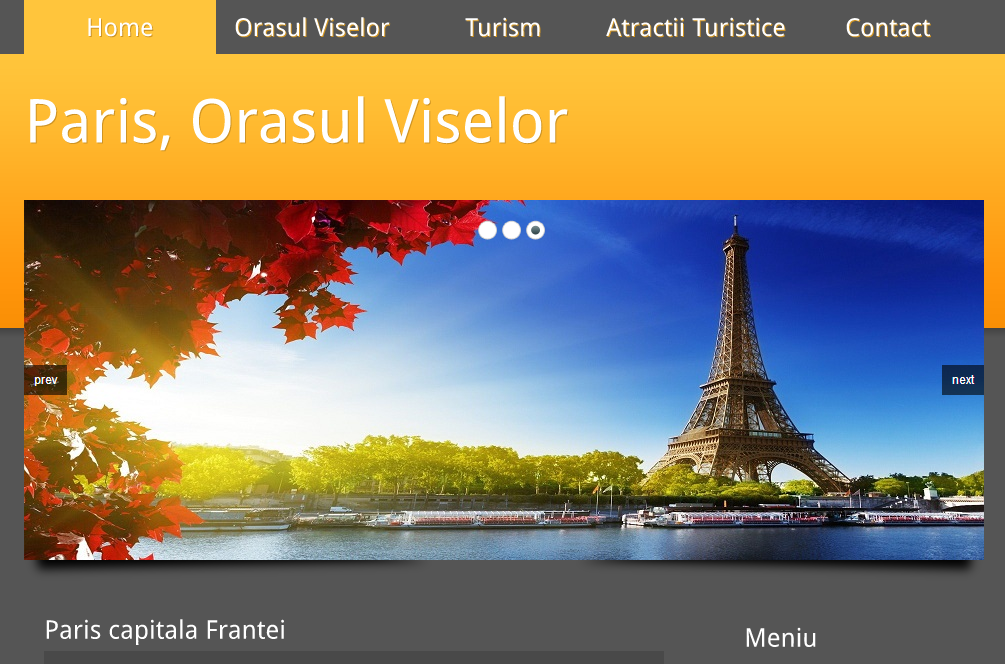 Home Orasul Viselor Turism Atractii Turistice Contact
Paris, Orasul Viselor
prev
next
Paris capitala Frantei
Meniu